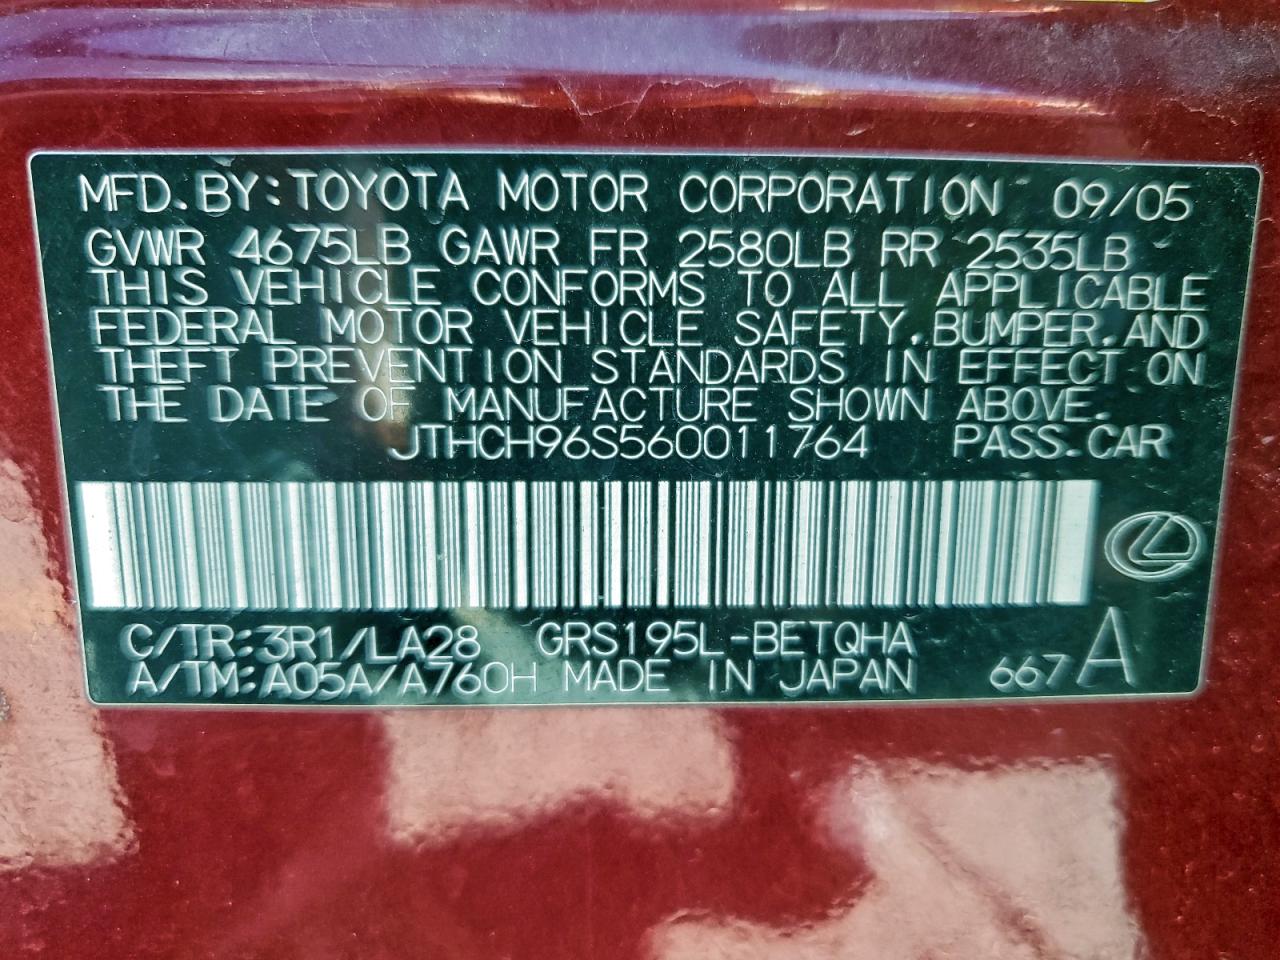 MFD. BY: TOYOTA MOTOR CORPORATION 09/05
GVWR 4675LB GAWR FR 2580LB RR 2535LB
THIS VEHICLE CONFORMS TO ALL APPLICABLE
FEDERAL MOTOR VEHICLE SAFETY, BUMPER, AND
THEFT PREVENTION STANDARDS IN EFFECT ON
THE DATE OF MANUFACTURE SHOWN ABOVE.
JTHCH96S560011764 PASS. CAR
C/TR: 3R1/LA28 GRS195L-BETQHA
A/TM: A05A/A760H MADE IN JAPAN 667 A